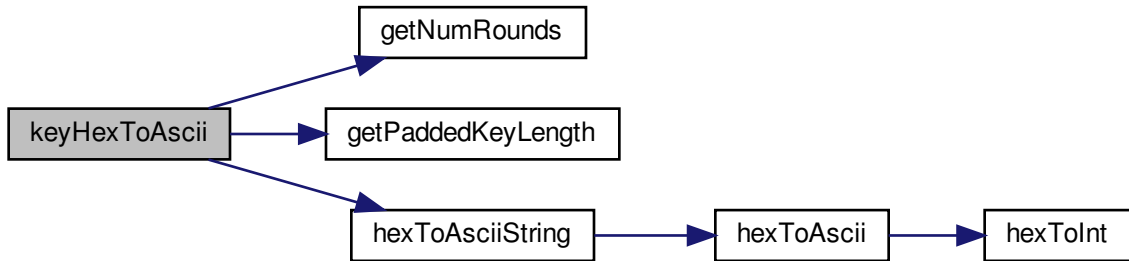 getNumRounds
keyHexToAscii
getPaddedKeyLength
hexToAsciiString
hexToAscii
hexToInt